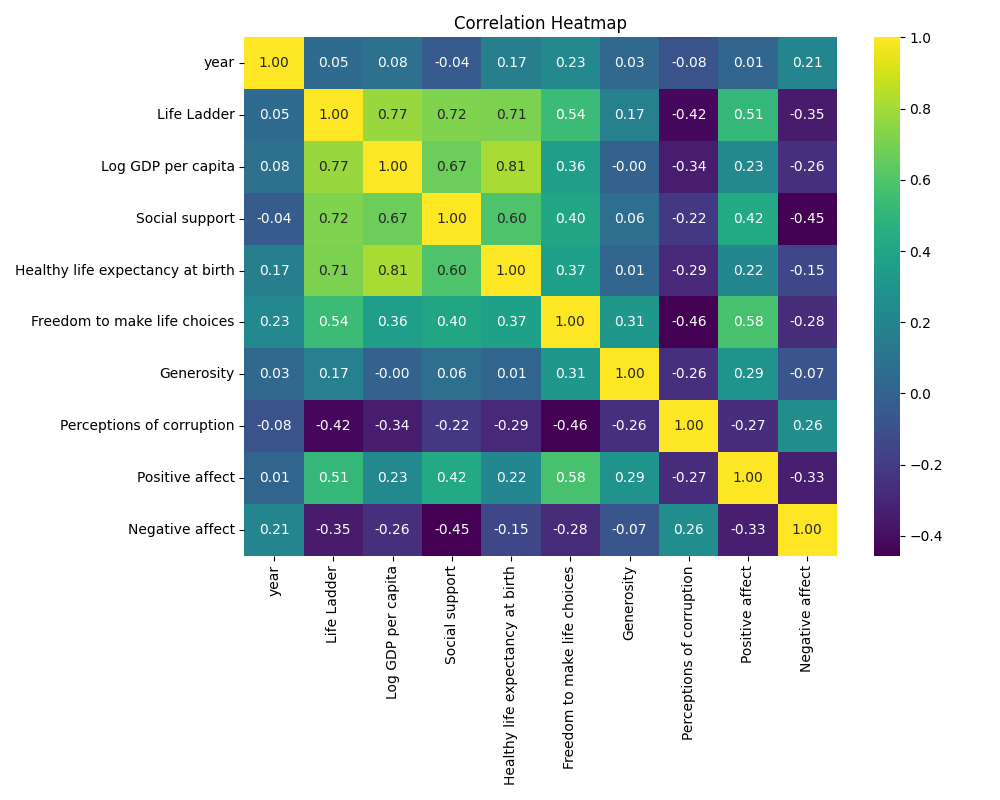 Correlation Heatmap
year 1.00 0.05 0.08 -0.04 0.17 0.23 0.03 -0.08 0.01 0.21
Life Ladder 0.05 1.00 0.77 0.72 0.71 0.54 0.17 -0.42 0.51 -0.35
Log GDP per capita 0.08 0.77 1.00 0.67 0.81 0.36 -0.00 -0.34 0.23 -0.26
Social support -0.04 0.72 0.67 1.00 0.60 0.40 0.06 -0.22 0.42 -0.45
Healthy life expectancy at birth 0.17 0.71 0.81 0.60 1.00 0.37 0.01 -0.29 0.22 -0.15
Freedom to make life choices 0.23 0.54 0.36 0.40 0.37 1.00 0.31 -0.46 0.58 -0.28
Generosity 0.03 0.17 -0.00 0.06 0.01 0.31 1.00 -0.26 0.29 -0.07
Perceptions of corruption -0.08 -0.42 -0.34 -0.22 -0.29 -0.46 -0.26 1.00 -0.27 0.26
Positive affect 0.01 0.51 0.23 0.42 0.22 0.58 0.29 -0.27 1.00 -0.33
Negative affect 0.21 -0.35 -0.26 -0.45 -0.15 -0.28 -0.07 0.26 -0.33 1.00
year
Life Ladder
Log GDP per capita
Social support
Healthy life expectancy at birth
Freedom to make life choices
Generosity
Perceptions of corruption
Positive affect
Negative affect
1.0
0.8
0.6
0.4
0.2
0.0
−0.2
−0.4